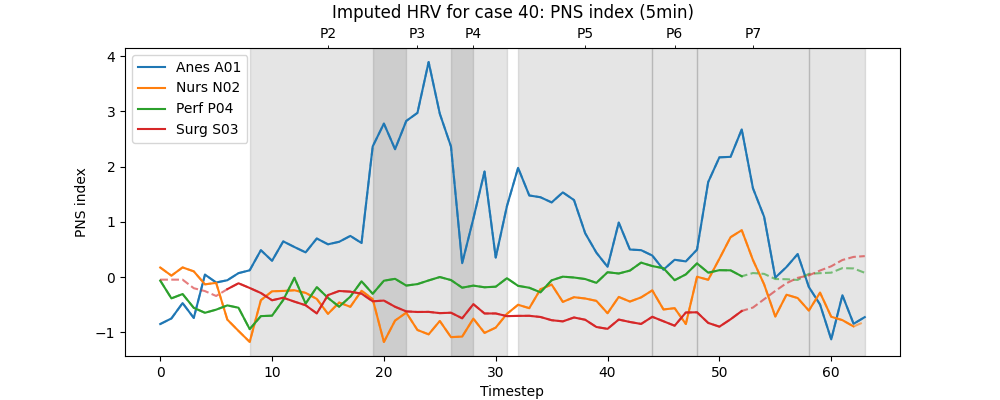 Imputed HRV for case 40: PNS index (5min)
P2 P3 P4 P5 P6 P7
Anes A01
Nurs N02
Perf P04
Surg S03
PNS index
4
3
2
1
0
−1
0 10 20 30 40 50 60
Timestep